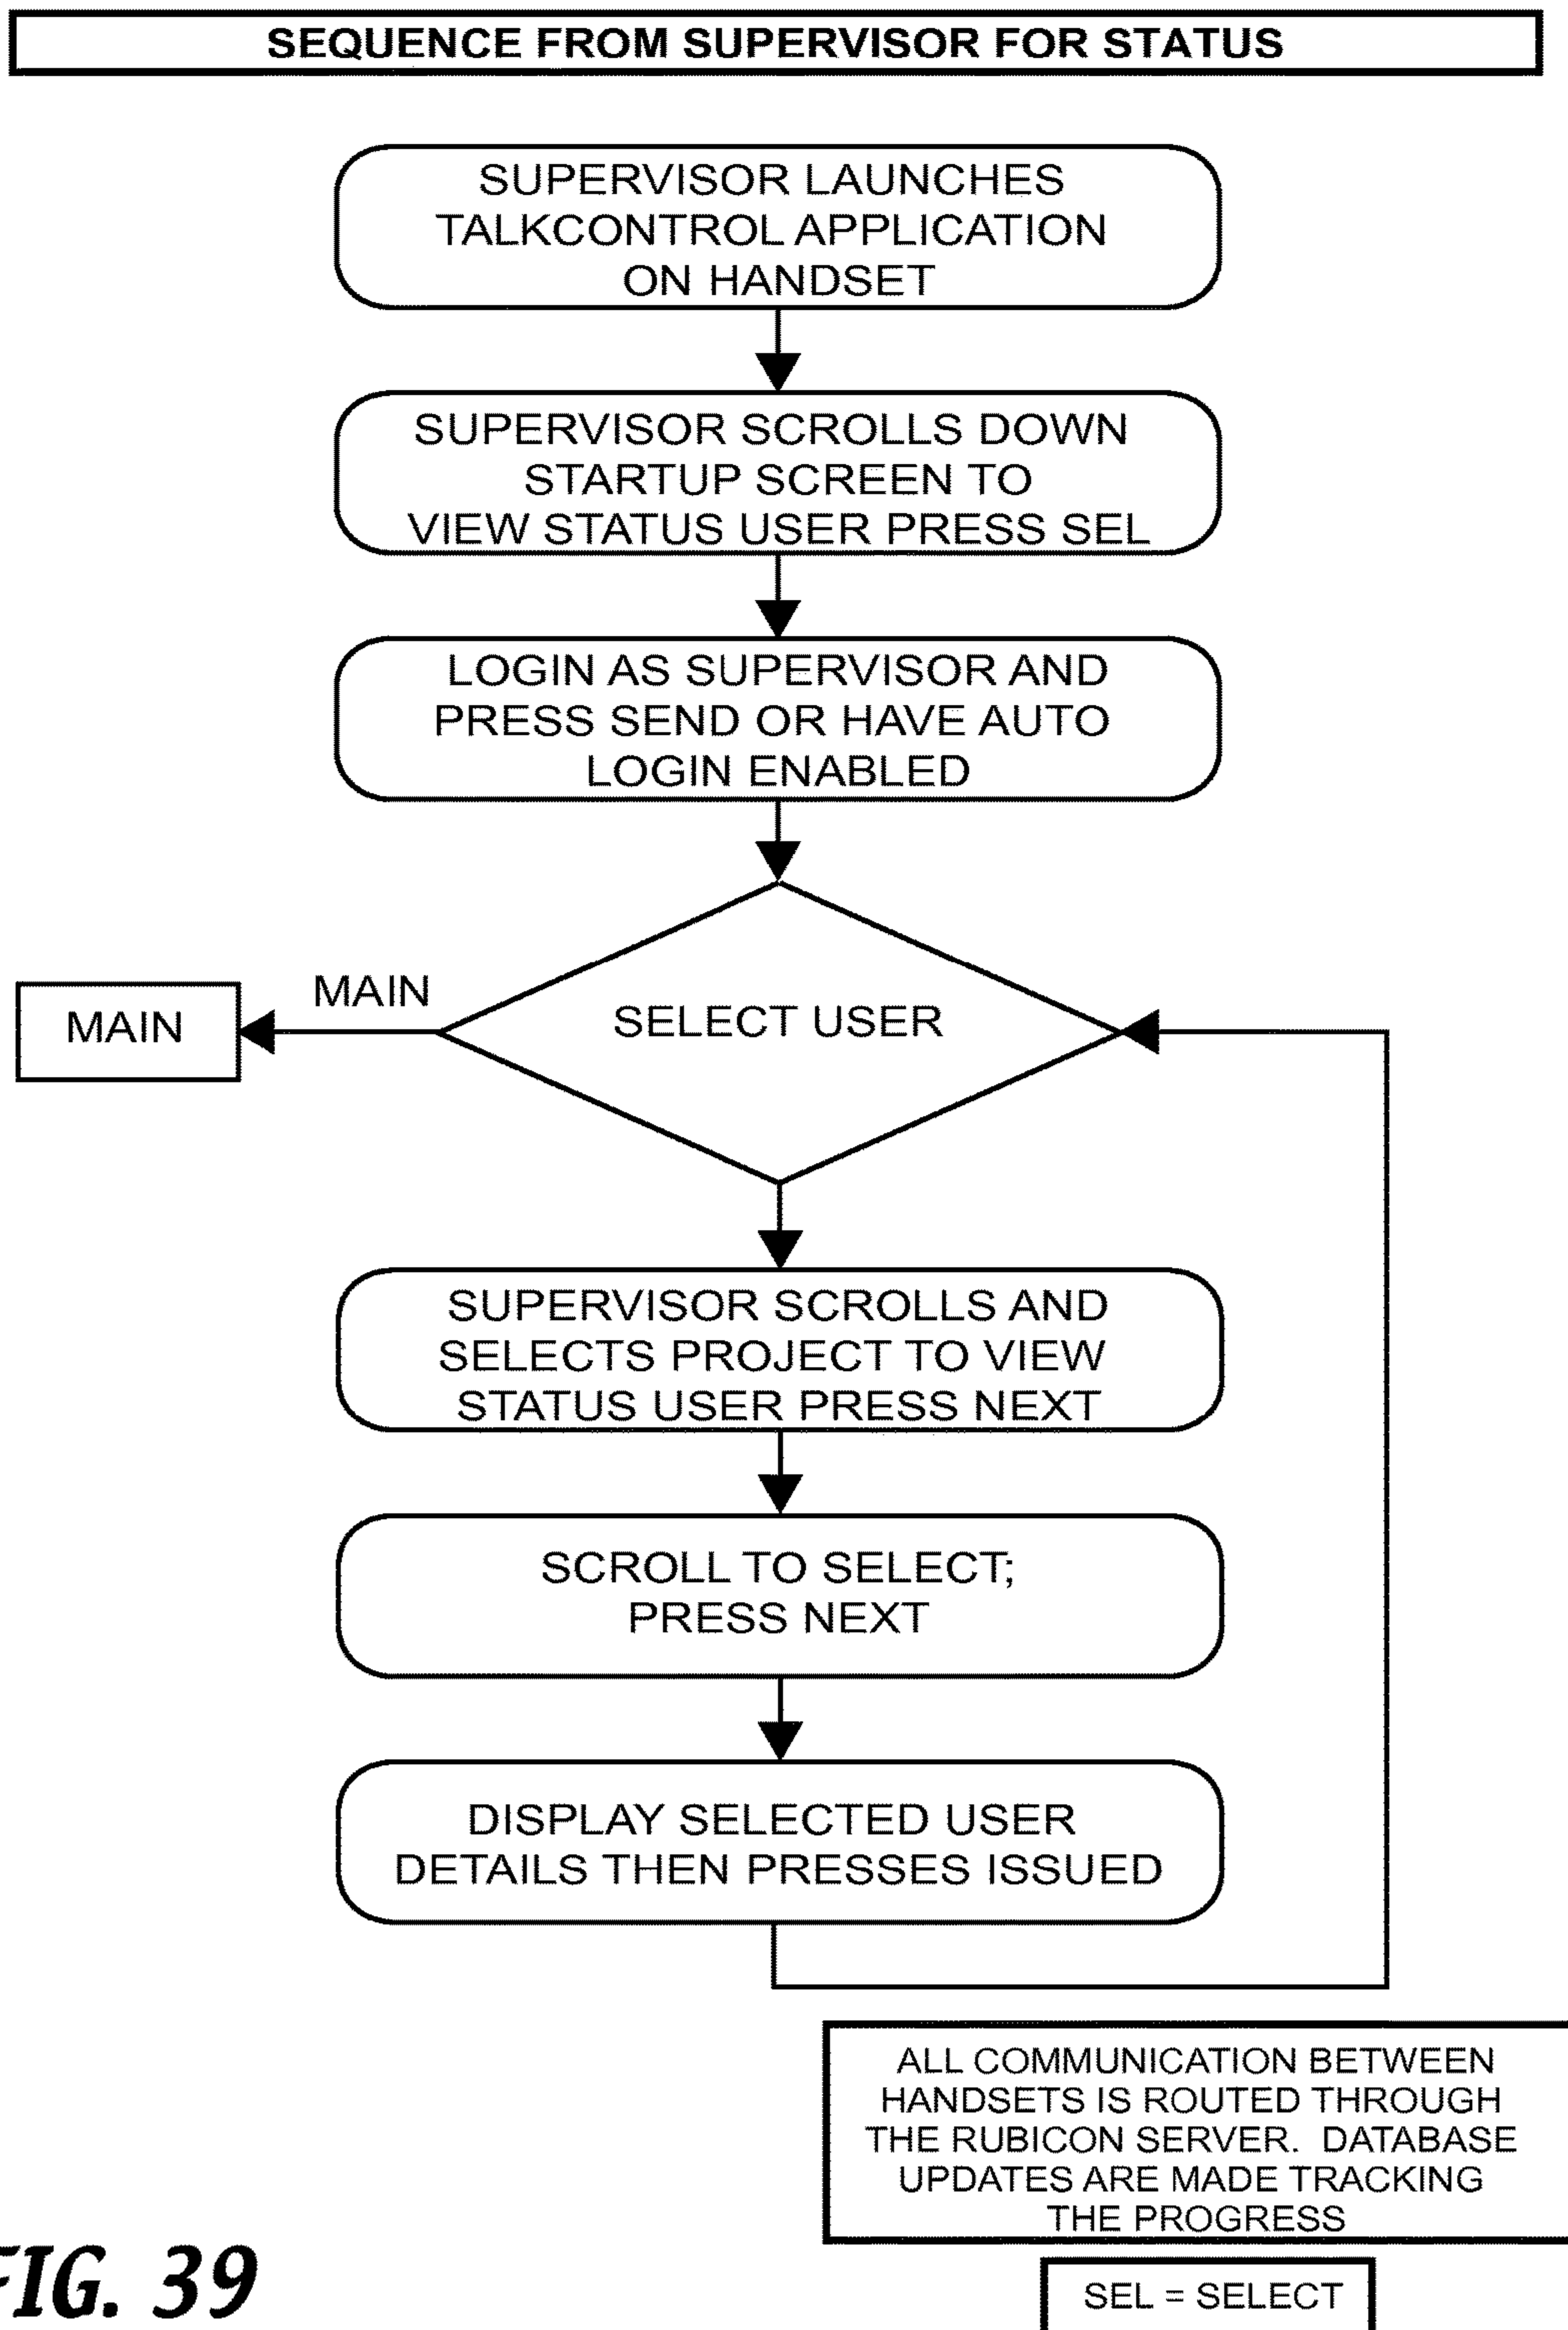 SEQUENCE FROM SUPERVISOR FOR STATUS
SUPERVISOR LAUNCHES
TALKCONTROL APPLICATION
ON HANDSET
SUPERVISOR SCROLLS DOWN
STARTUP SCREEN TO
VIEW STATUS USER PRESS SEL
LOGIN AS SUPERVISOR AND
PRESS SEND OR HAVE AUTO
LOGIN ENABLED
MAIN
MAIN
SELECT USER
SUPERVISOR SCROLLS AND
SELECTS PROJECT TO VIEW
STATUS USER PRESS NEXT
SCROLL TO SELECT;
PRESS NEXT
DISPLAY SELECTED USER
DETAILS THEN PRESSES ISSUED
ALL COMMUNICATION BETWEEN
HANDSETS IS ROUTED THROUGH
THE RUBICON SERVER. DATABASE
UPDATES ARE MADE TRACKING
THE PROGRESS
FIG. 39
SEL = SELECT